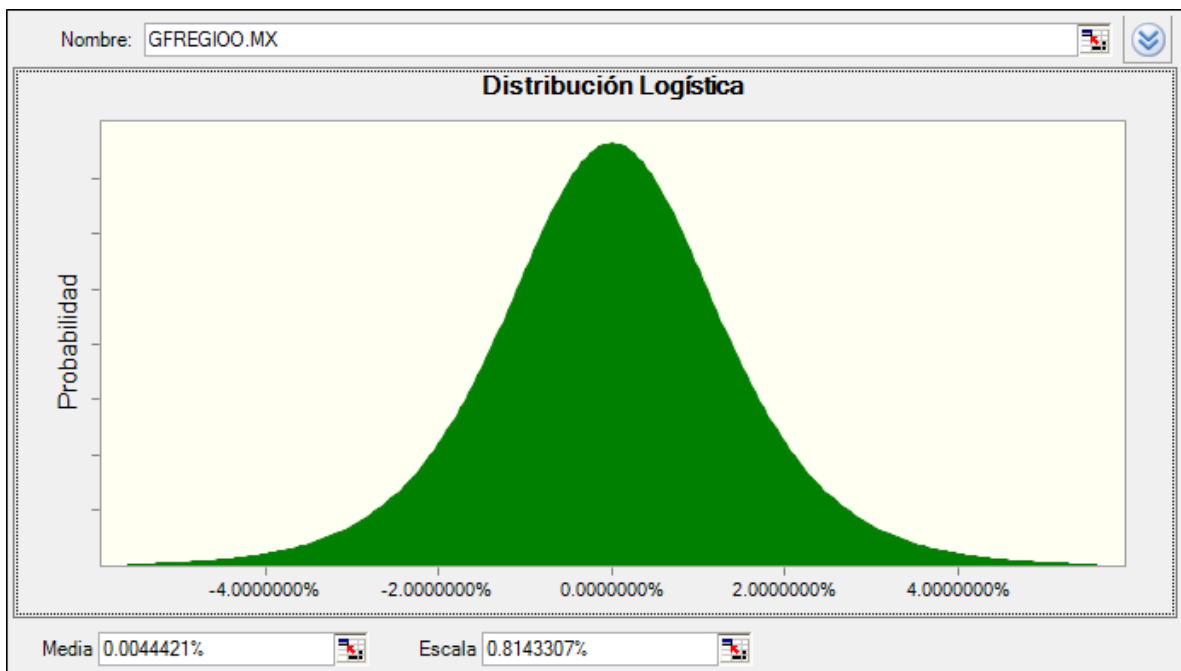 Nombre: GFREGIOO.MX
Distribución Logística
Probabilidad
-4.0000000% -2.0000000% 0.0000000% 2.0000000% 4.0000000%
Media 0.0044421% Escala 0.8143307%